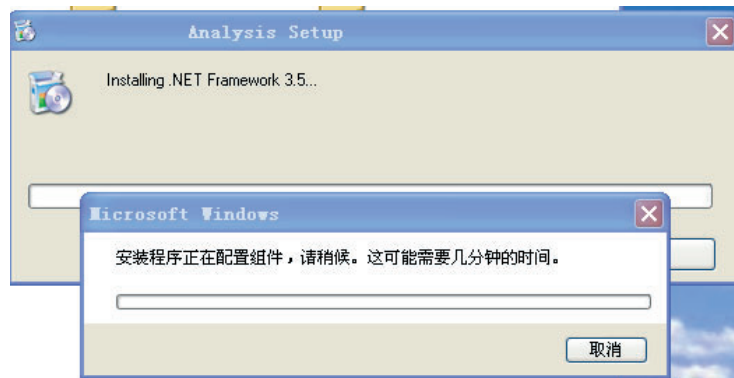 Analysis Setup
Installing .NET Framework 3.5...
Microsoft Windows
安装程序正在配置组件，请稍候。这可能需要几分钟的时间。
取消